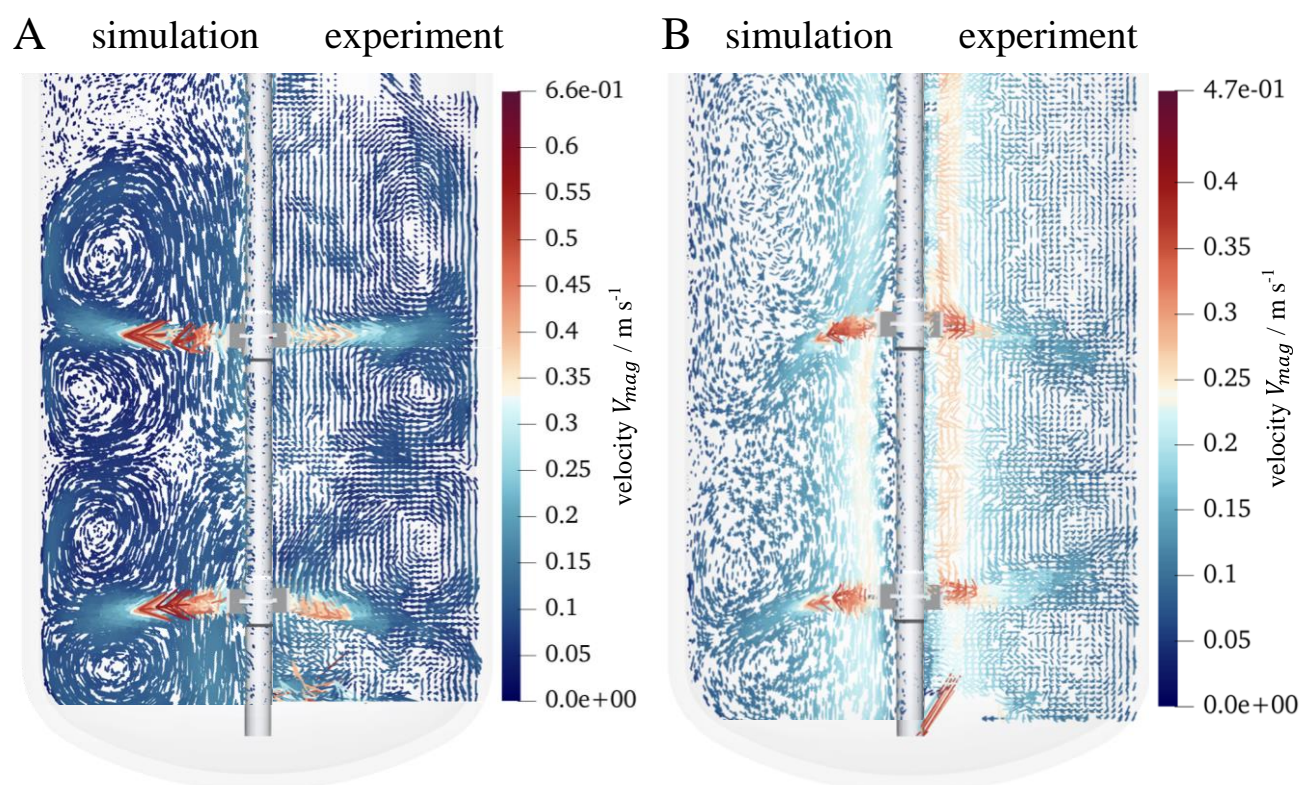 A simulation experiment
6.6e-01
0.6
0.55
0.5
0.45
0.4
0.35
0.3
0.25
0.2
0.15
0.1
0.05
0.0e+00
velocity Vmag / m s⁻¹
B simulation experiment
4.7e-01
0.4
0.35
0.3
0.25
0.2
0.15
0.1
0.05
0.0e+00
velocity Vmag / m s⁻¹